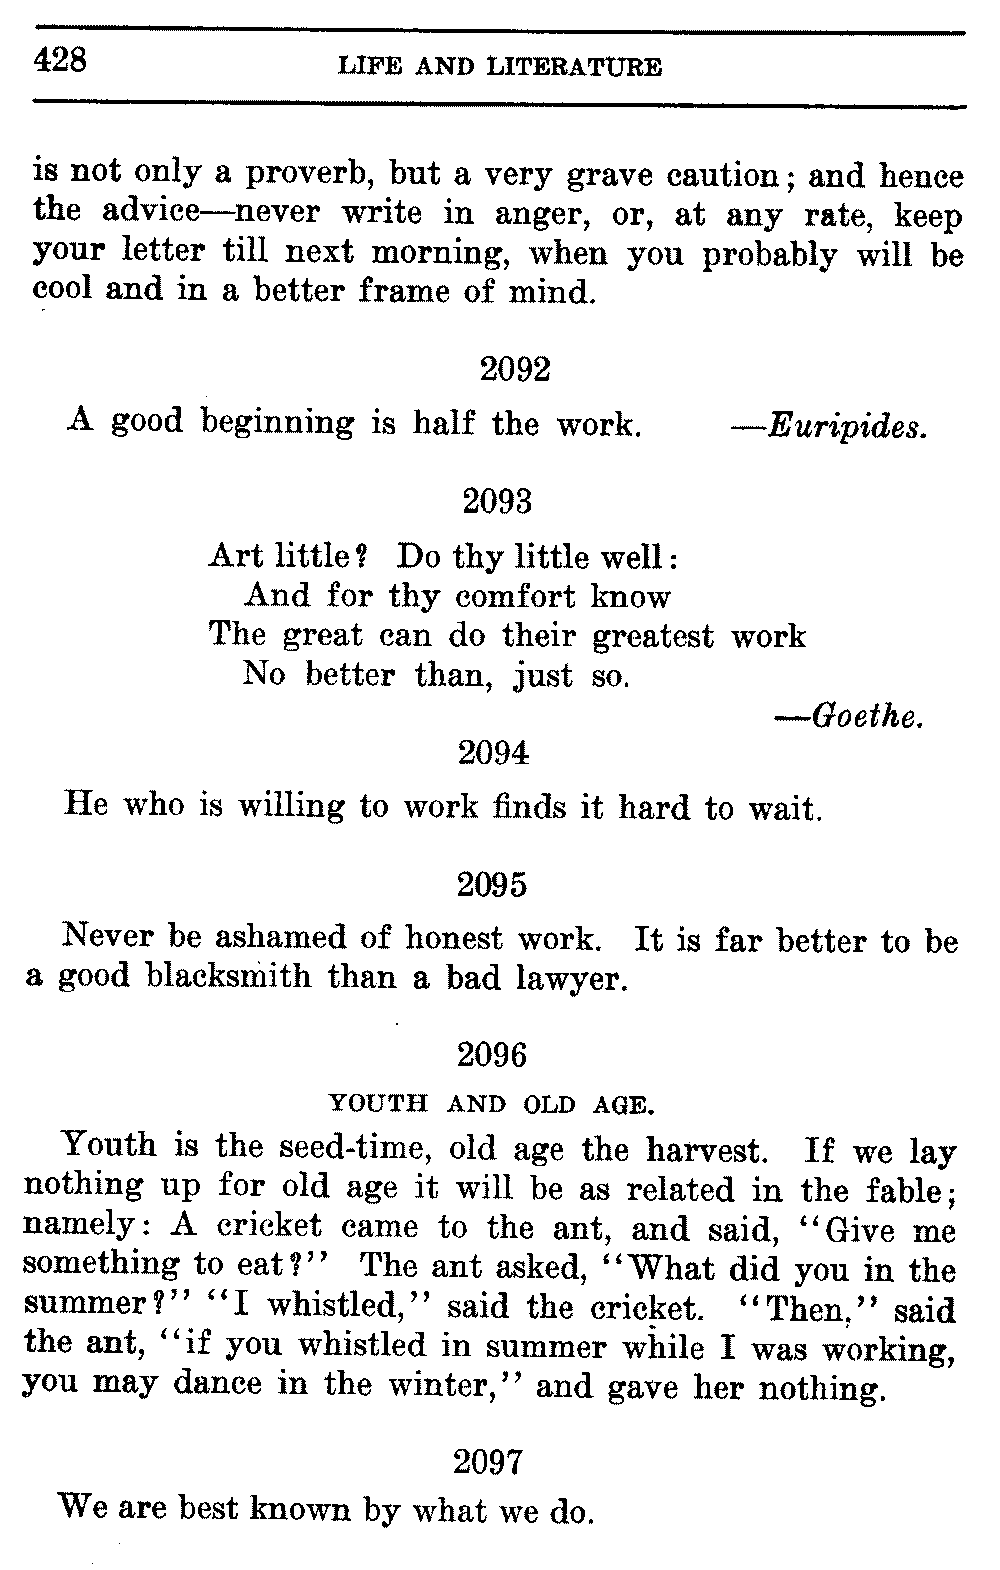 428 LIFE AND LITERATURE
is not only a proverb, but a very grave caution; and hence
the advice—never write in anger, or, at any rate, keep
your letter till next morning, when you probably will be
cool and in a better frame of mind.
2092
A good beginning is half the work. —Euripides.
2093
Art little? Do thy little well:
And for thy comfort know
The great can do their greatest work
No better than, just so.
—Goethe.
2094
He who is willing to work finds it hard to wait.
2095
Never be ashamed of honest work. It is far better to be
a good blacksmith than a bad lawyer.
2096
YOUTH AND OLD AGE.
Youth is the seed-time, old age the harvest. If we lay
nothing up for old age it will be as related in the fable;
namely: A cricket came to the ant, and said, "Give me
something to eat?" The ant asked, "What did you in the
summer?" "I whistled," said the cricket. "Then," said
the ant, "if you whistled in summer while I was working,
you may dance in the winter," and gave her nothing.
2097
We are best known by what we do.